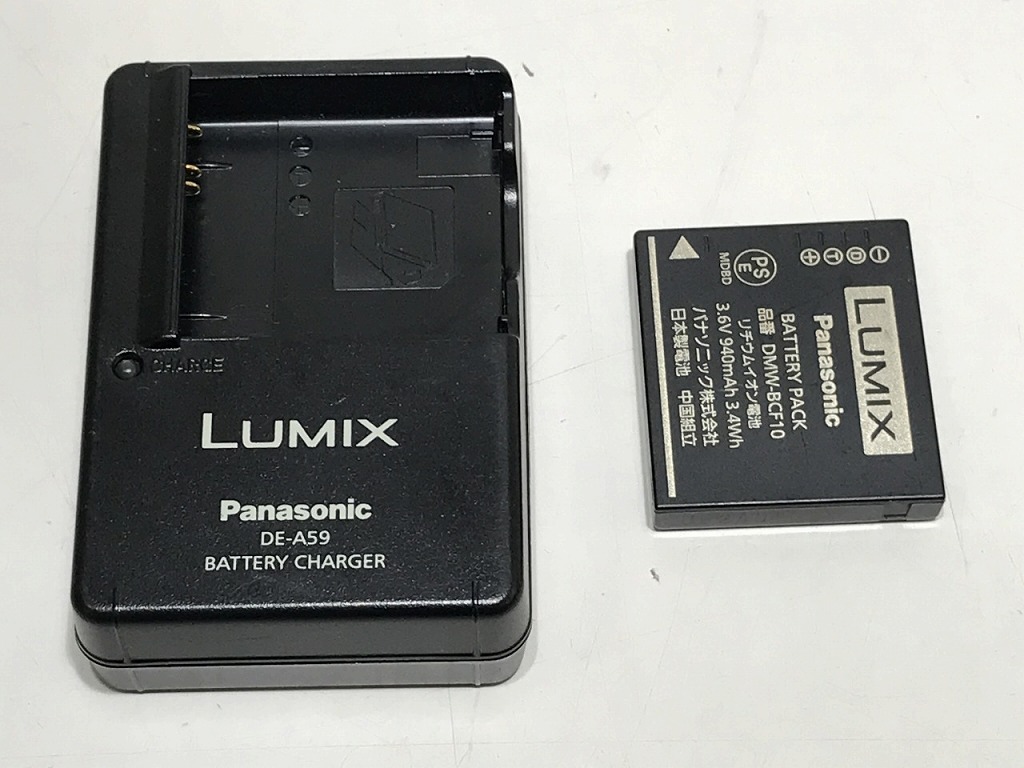 CHARGE
LUMIX
Panasonic
DE-A59
BATTERY CHARGER
LUMIX
Panasonic
BATTERY PACK
品番 DMW-BCF10
リチウムイオン電池
3.6V 940mAh 3.4Wh
パナソニック株式会社
日本製電池 中国組立
PS
E
MDBD
− D T +